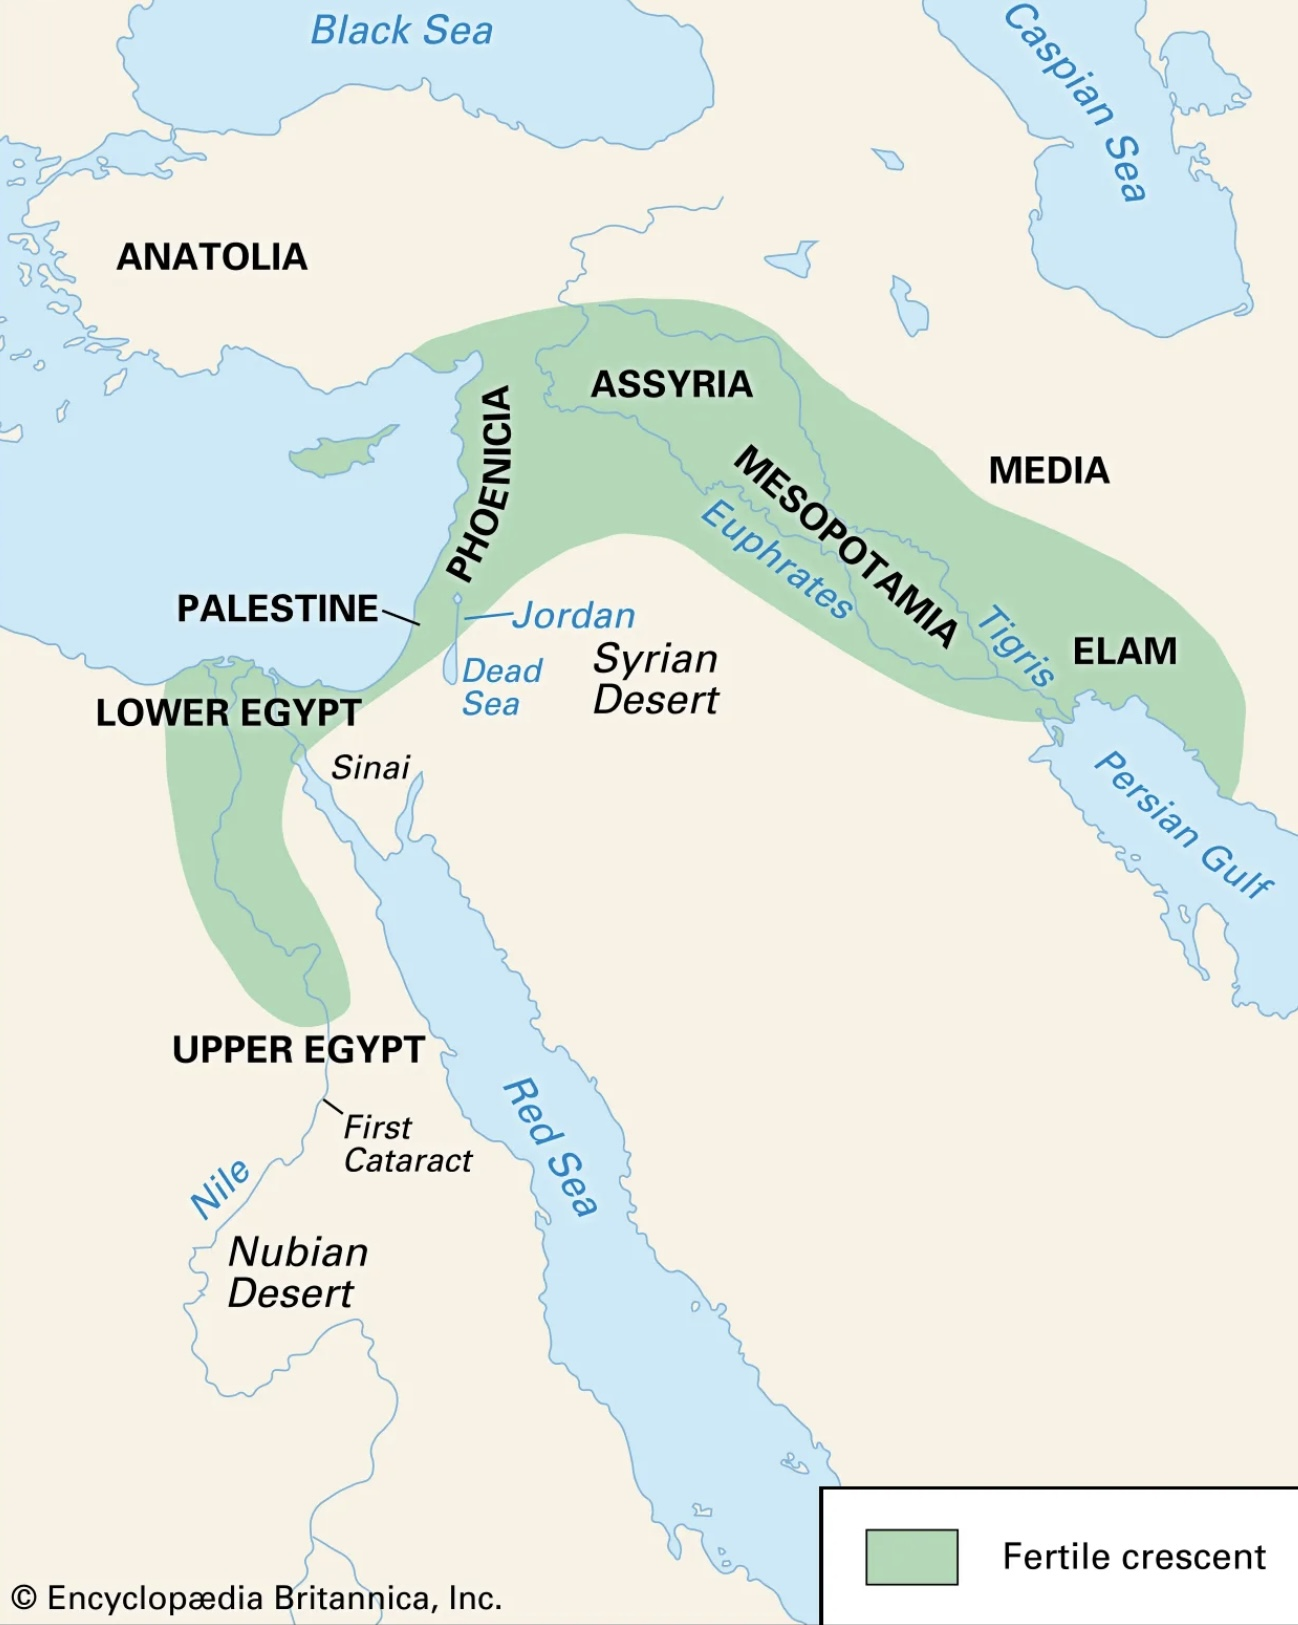 Black Sea
Caspian Sea
ANATOLIA
ASSYRIA
PHOENICIA
MESOPOTAMIA
MEDIA
Euphrates
PALESTINE
Jordan
Tigris
Syrian
Desert
ELAM
Dead
Sea
LOWER EGYPT
Sinai
Persian Gulf
UPPER EGYPT
First
Cataract
Red Sea
Nile
Nubian
Desert
Fertile crescent
© Encyclopædia Britannica, Inc.